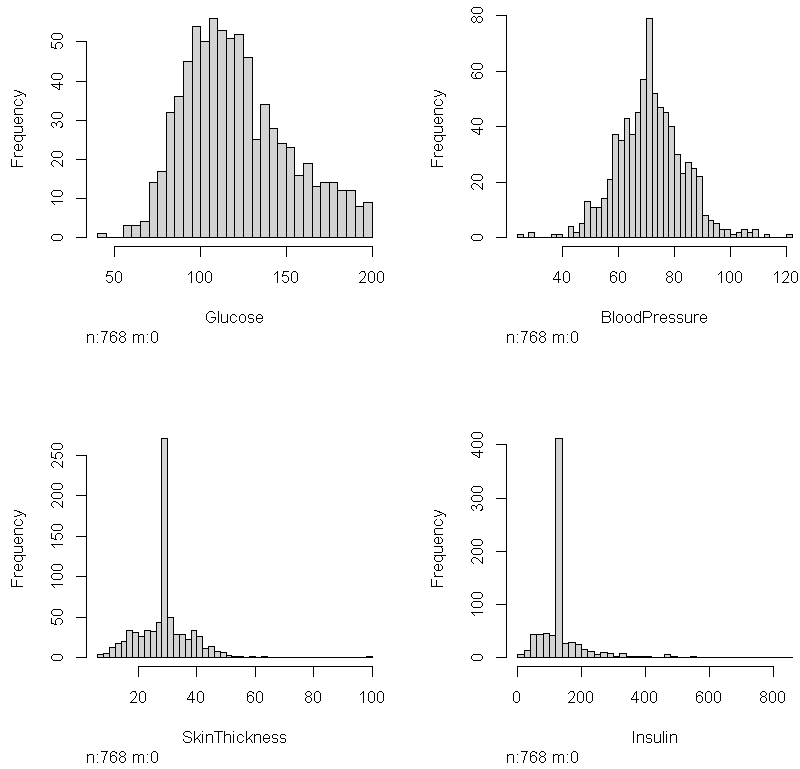 Frequency
0 10 20 30 40 50
50 100 150 200
Glucose
n:768 m:0
Frequency
0 20 40 60 80
40 60 80 100 120
BloodPressure
n:768 m:0
Frequency
0 50 100 150 200 250
20 40 60 80 100
SkinThickness
n:768 m:0
Frequency
0 100 200 300 400
0 200 400 600 800
Insulin
n:768 m:0